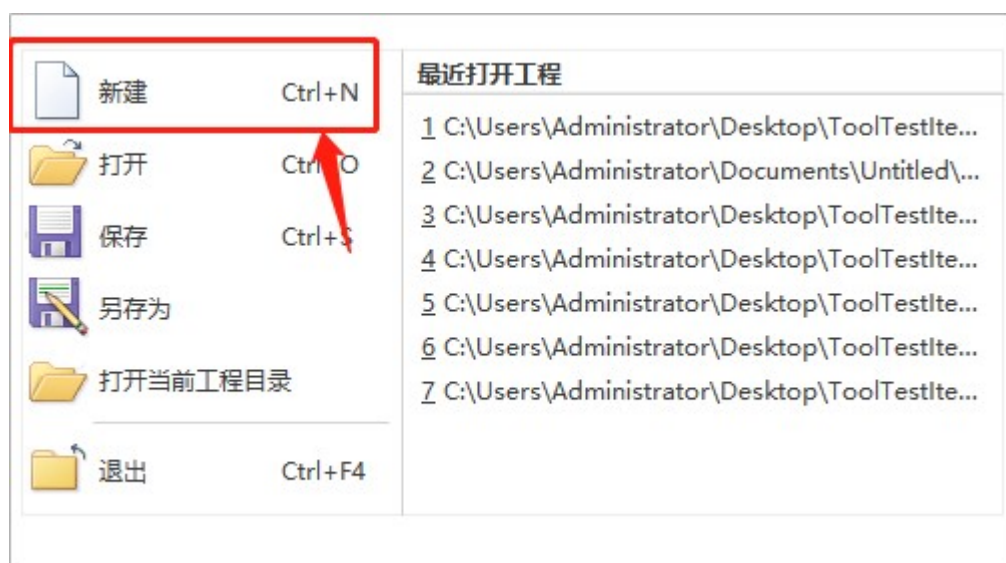 新建 Ctrl+N
打开 Ctrl+O
保存 Ctrl+S
另存为
打开当前工程目录
退出 Ctrl+F4
最近打开工程
1 C:\Users\Administrator\Desktop\ToolTestIte...
2 C:\Users\Administrator\Documents\Untitled\...
3 C:\Users\Administrator\Desktop\ToolTestIte...
4 C:\Users\Administrator\Desktop\ToolTestIte...
5 C:\Users\Administrator\Desktop\ToolTestIte...
6 C:\Users\Administrator\Desktop\ToolTestIte...
7 C:\Users\Administrator\Desktop\ToolTestIte...